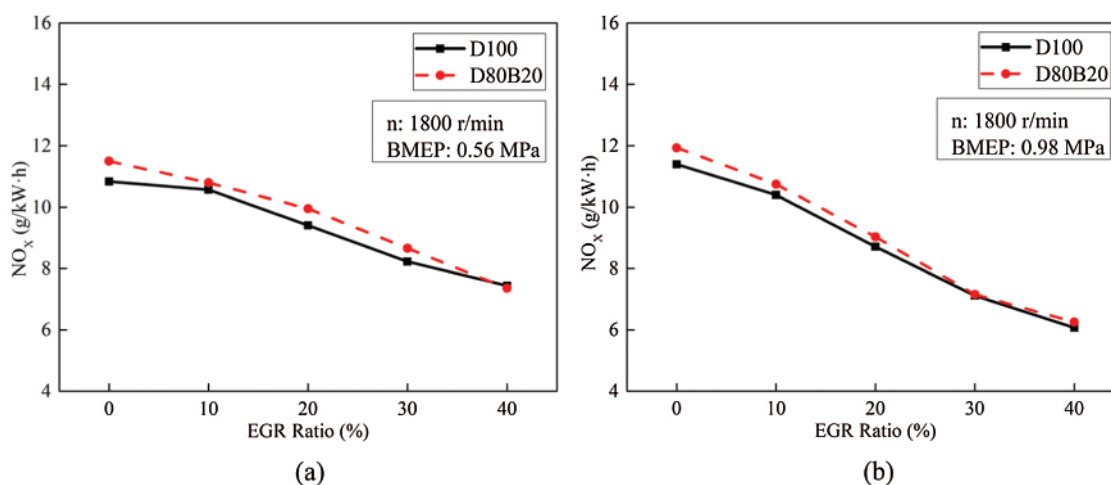 16
14
12
10
8
6
4
NOₓ (g/kW·h)
D100
D80B20
n: 1800 r/min
BMEP: 0.56 MPa
0 10 20 30 40
EGR Ratio (%)
(a)
16
14
12
10
8
6
4
NOₓ (g/kW·h)
D100
D80B20
n: 1800 r/min
BMEP: 0.98 MPa
0 10 20 30 40
EGR Ratio (%)
(b)